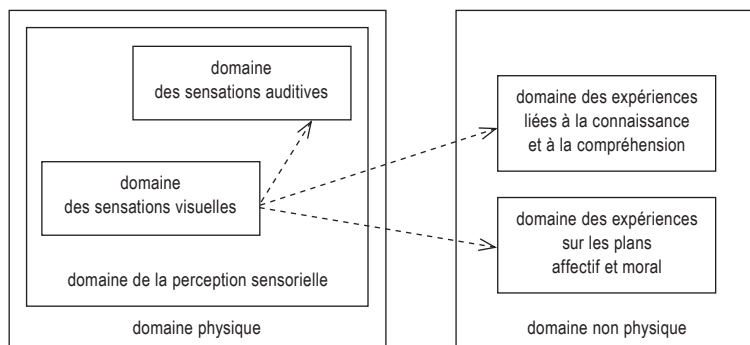 domaine
des sensations auditives
domaine
des sensations visuelles
domaine de la perception sensorielle
domaine physique
domaine des expériences
liées à la connaissance
et à la compréhension
domaine des expériences
sur les plans
affectif et moral
domaine non physique